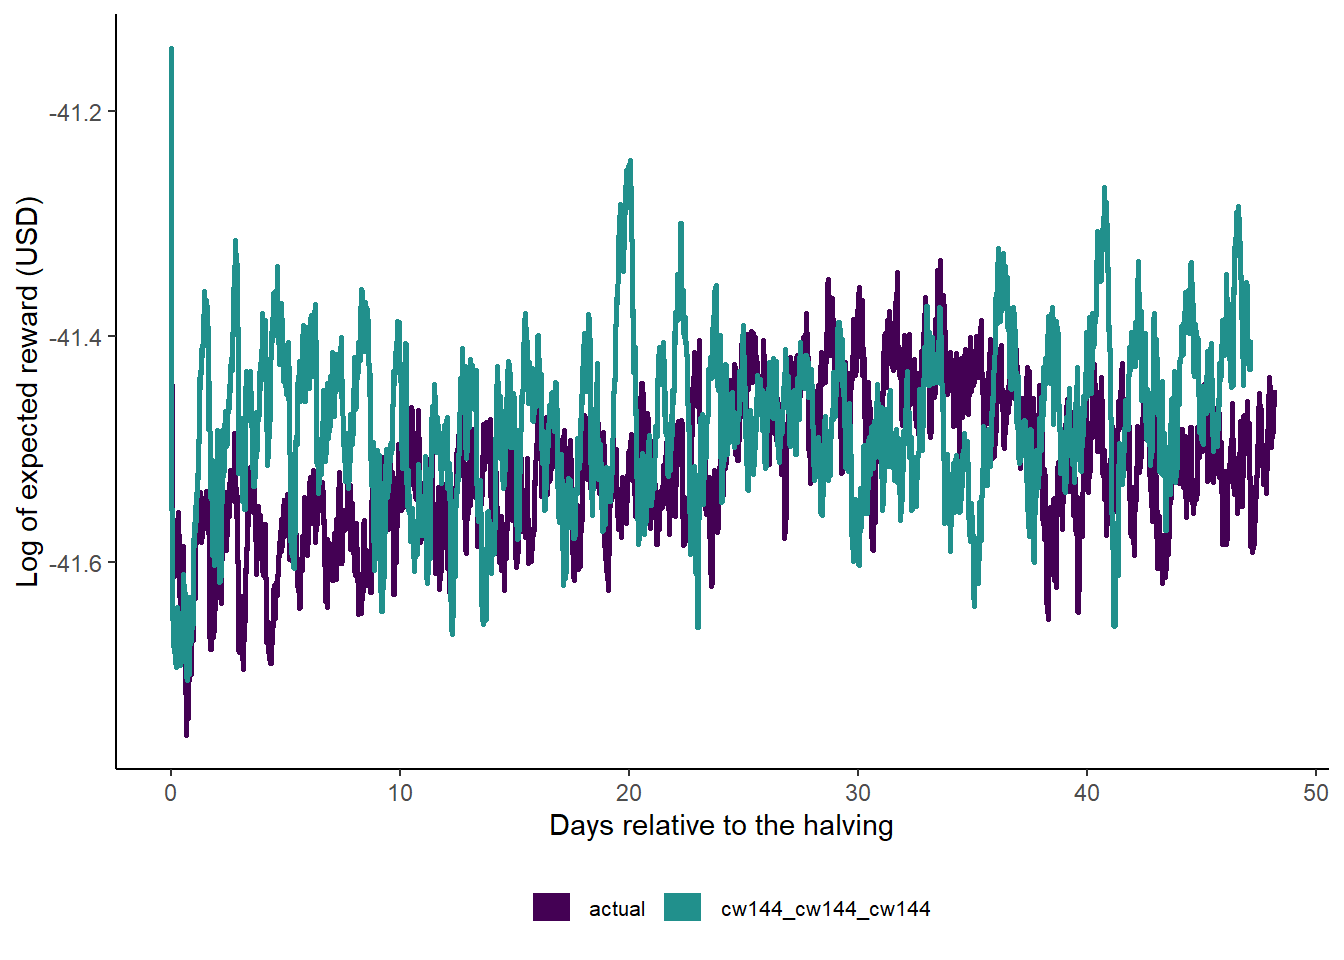 Log of expected reward (USD)
-41.2
-41.4
-41.6
0 10 20 30 40 50
Days relative to the halving
actual cw144_cw144_cw144